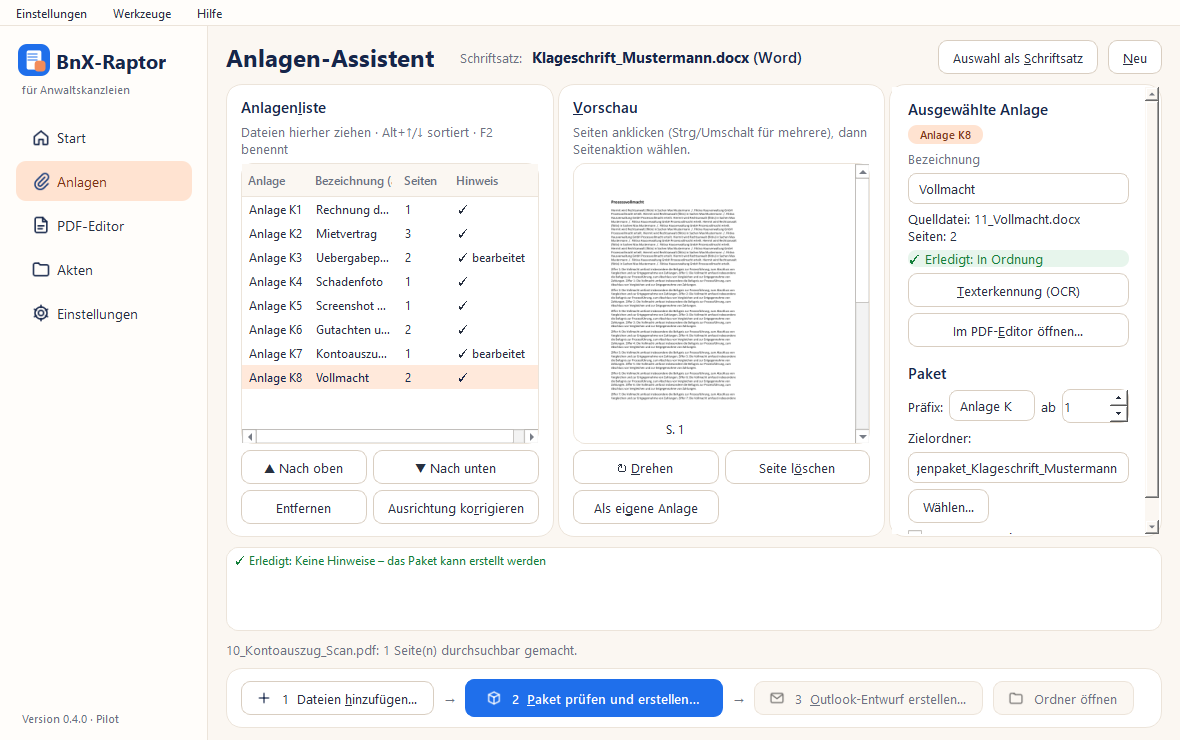 Einstellungen Werkzeuge Hilfe
BnX-Raptor
für Anwaltskanzleien
Start
Anlagen
PDF-Editor
Akten
Einstellungen
Version 0.4.0 · Pilot
Anlagen-Assistent Schriftsatz: Klageschrift_Mustermann.docx (Word) Auswahl als Schriftsatz Neu
Anlagenliste
Dateien hierher ziehen · Alt+↑/↓ sortiert · F2
benennt
Anlage Bezeichnung (. Seiten Hinweis
Anlage K1 Rechnung d... 1 ✓
Anlage K2 Mietvertrag 3 ✓
Anlage K3 Uebergabep... 2 ✓ bearbeitet
Anlage K4 Schadenfoto 1 ✓
Anlage K5 Screenshot ... 1 ✓
Anlage K6 Gutachten u... 2 ✓
Anlage K7 Kontoauszu... 1 ✓ bearbeitet
Anlage K8 Vollmacht 2 ✓
▲ Nach oben ▼ Nach unten
Entfernen Ausrichtung korrigieren
Vorschau
Seiten anklicken (Strg/Umschalt für mehrere), dann
Seitenaktion wählen.
Prozessvollmacht
S. 1
↻ Drehen Seite löschen
Als eigene Anlage
Ausgewählte Anlage
Anlage K8
Bezeichnung
Vollmacht
Quelldatei: 11_Vollmacht.docx
Seiten: 2
✓ Erledigt: In Ordnung
Texterkennung (OCR)
Im PDF-Editor öffnen...
Paket
Präfix: Anlage K ab 1
Zielordner:
genpaket_Klageschrift_Mustermann
Wählen...
✓ Erledigt: Keine Hinweise – das Paket kann erstellt werden
10_Kontoauszug_Scan.pdf: 1 Seite(n) durchsuchbar gemacht.
+ 1 Dateien hinzufügen... → 2 Paket prüfen und erstellen... → 3 Outlook-Entwurf erstellen... Ordner öffnen